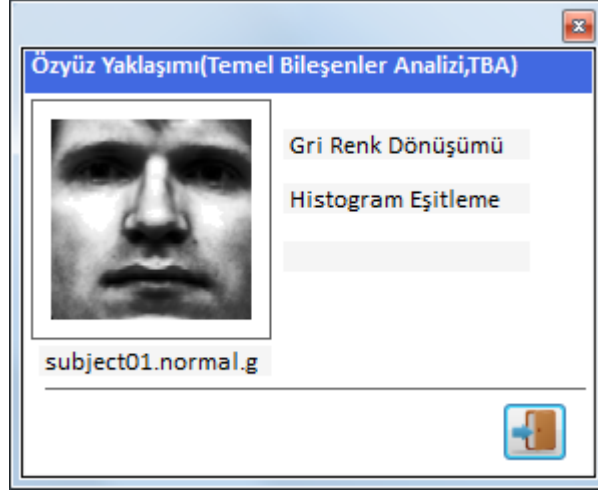 Özyüz Yaklaşımı(Temel Bileşenler Analizi,TBA)
Gri Renk Dönüşümü
Histogram Eşitleme
subject01.normal.g